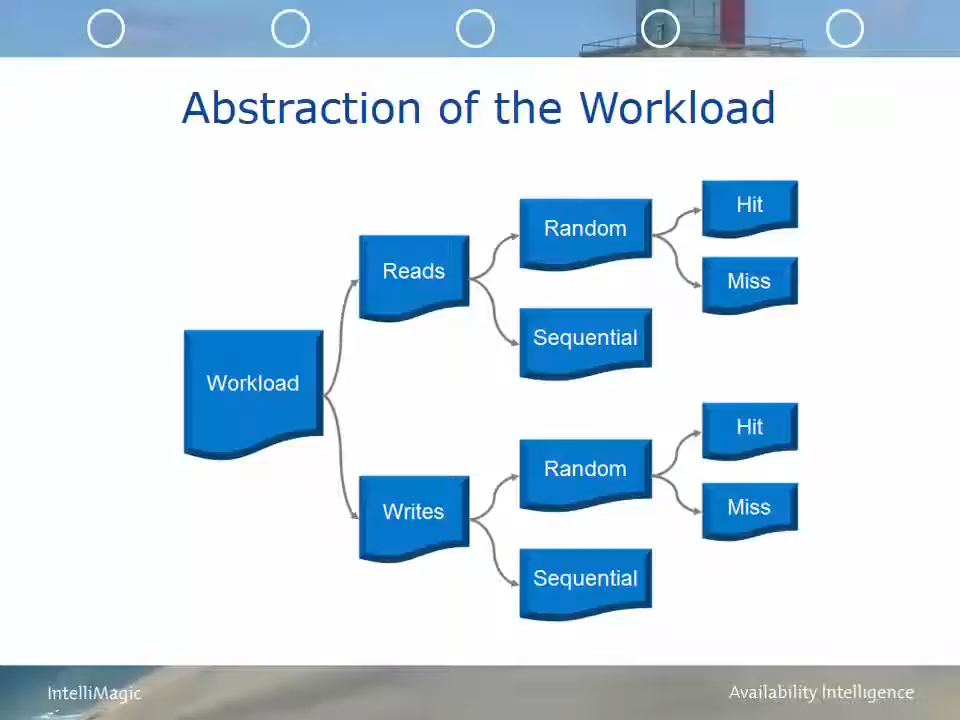 Abstraction of the Workload
Hit
Random
Reads
Miss
Sequential
Workload
Hit
Random
Writes
Miss
Sequential
IntelliMagic
Availability Intelligence